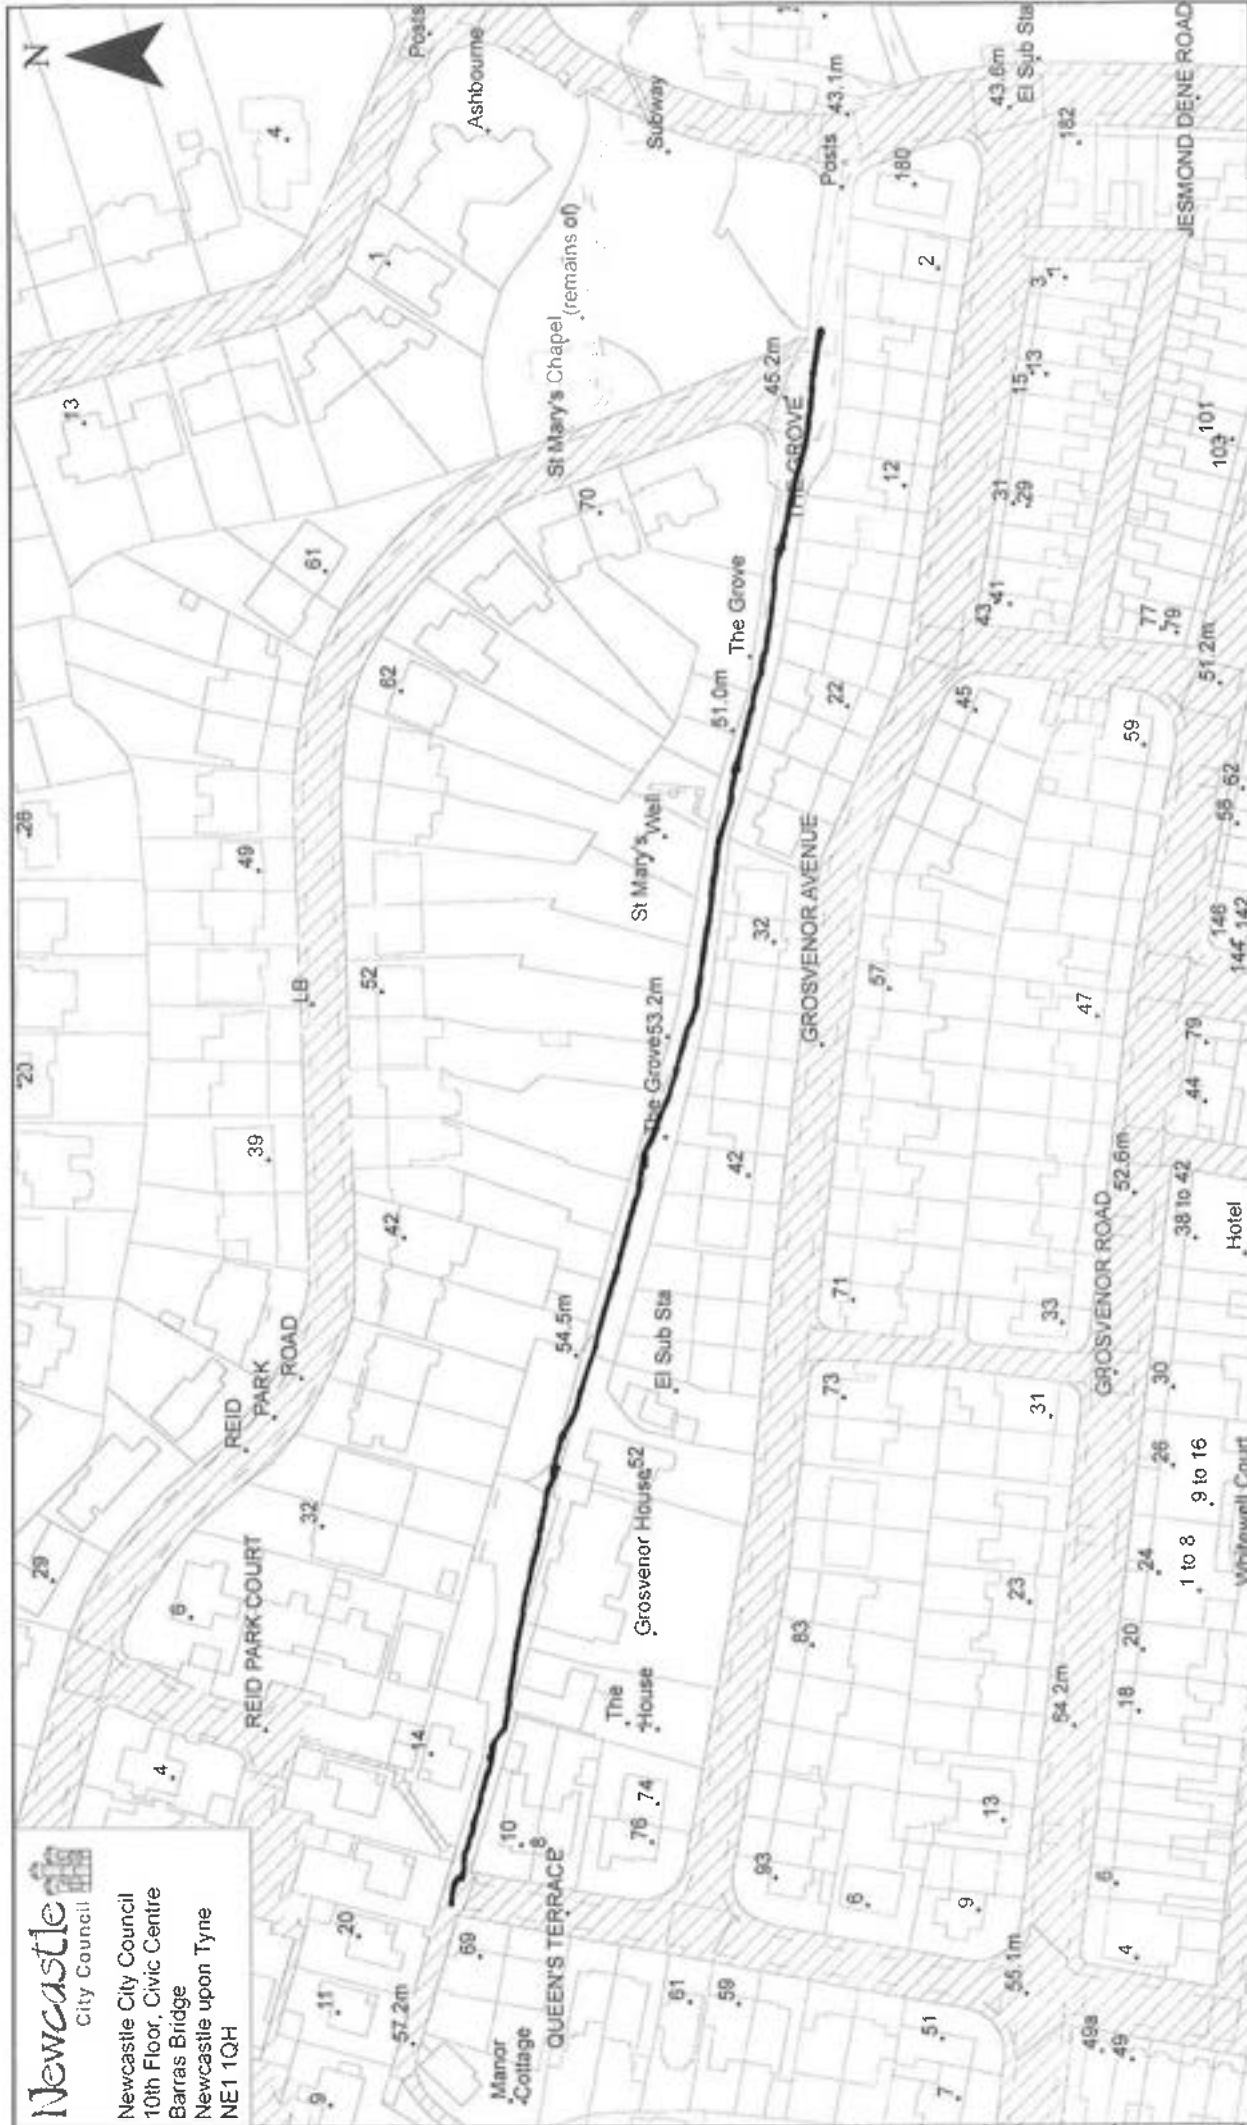 Newcastle
City Council
Newcastle City Council
10th Floor, Civic Centre
Barras Bridge
Newcastle upon Tyne
NE1 1QH
N
29
20
26
13
4
Posts
Ashbourne
6
REID PARK COURT
32
REID
PARK
ROAD
39
LB
49
61
1
4
11
20
9
14
42
52
62
70
St Mary's Chapel
(remains of)
Subway
57.2m
69
Manor
Cottage
10
8
QUEEN'S TERRACE
54.5m
The Grove
53.2m
St Mary's Well
51.0m
The Grove
THE GROVE
45.2m
Posts
43.1m
The
House
Grosvenor House
52
El Sub Sta
76
74
42
32
22
12
2
180
61
59
93
83
73
71
GROSVENOR AVENUE
57
45
43
41
31
29
15
13
3
1
43.6m
El Sub Sta
182
51
7
6
9
13
23
31
33
47
59
77
79
55.1m
54.2m
GROSVENOR ROAD
52.6m
51.2m
103
101
JESMOND DENE ROAD
49a
49
4
6
18
20
24
26
30
1 to 8
9 to 16
Whitewell Court
38 to 42
Hotel
44
79
144
142
146
58
62